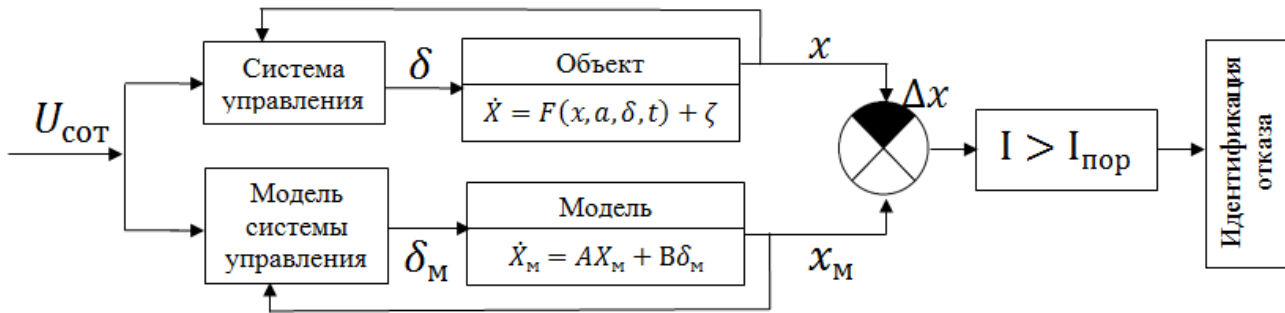 Система
управления
δ
Объект
Ẋ = F(x, a, δ, t) + ζ
x
Δx
U_сот
I > I_пор
Идентификация
отказа
Модель
системы
управления
δ_м
Модель
Ẋ_м = AX_м + Bδ_м
x_м